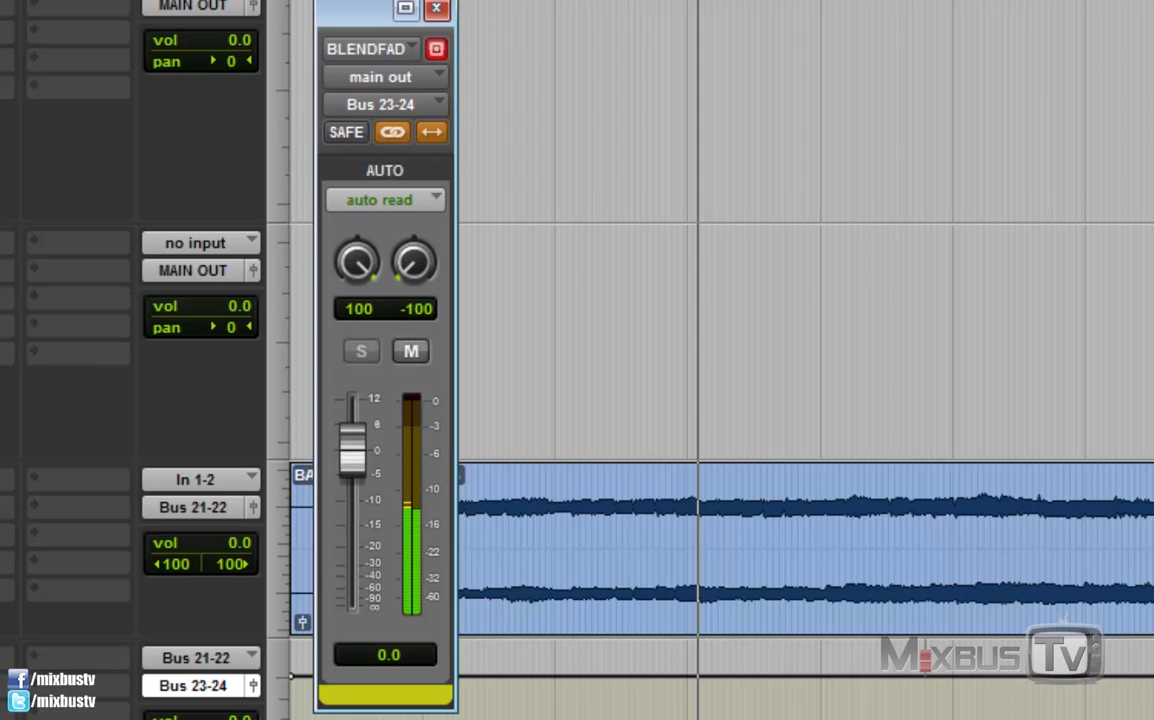 MAIN OUT
vol 0.0
pan 0
no input
MAIN OUT
vol 0.0
pan 0
In 1-2
Bus 21-22
vol 0.0
100 100
Bus 21-22
Bus 23-24
BLENDFAD
main out
Bus 23-24
SAFE
AUTO
auto read
100 -100
S M
12
6
0
-5
-10
-15
-20
-30
-40
-60
-90
∞
0
-3
-6
-10
-16
-22
-32
-60
0.0
BA
MIXBUS TV
/mixbustv
/mixbustv